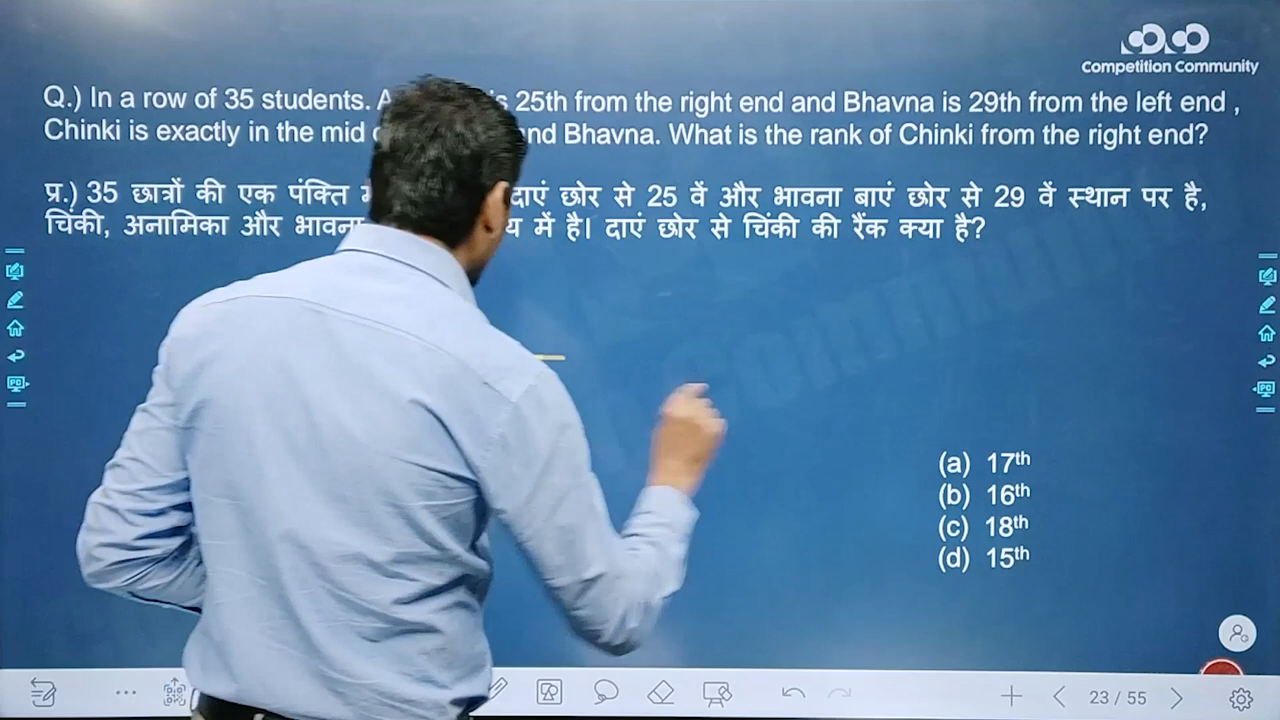 Competition Community
Q.) In a row of 35 students. is 25th from the right end and Bhavna is 29th from the left end ,
Chinki is exactly in the mid and Bhavna. What is the rank of Chinki from the right end?
प्र.) 35 छात्रों की एक पंक्ति दाएं छोर से 25 वें और भावना बाएं छोर से 29 वें स्थान पर है,
चिंकी, अनामिका और भावना में है। दाएं छोर से चिंकी की रैंक क्या है?
(a) 17th
(b) 16th
(c) 18th
(d) 15th
23 / 55